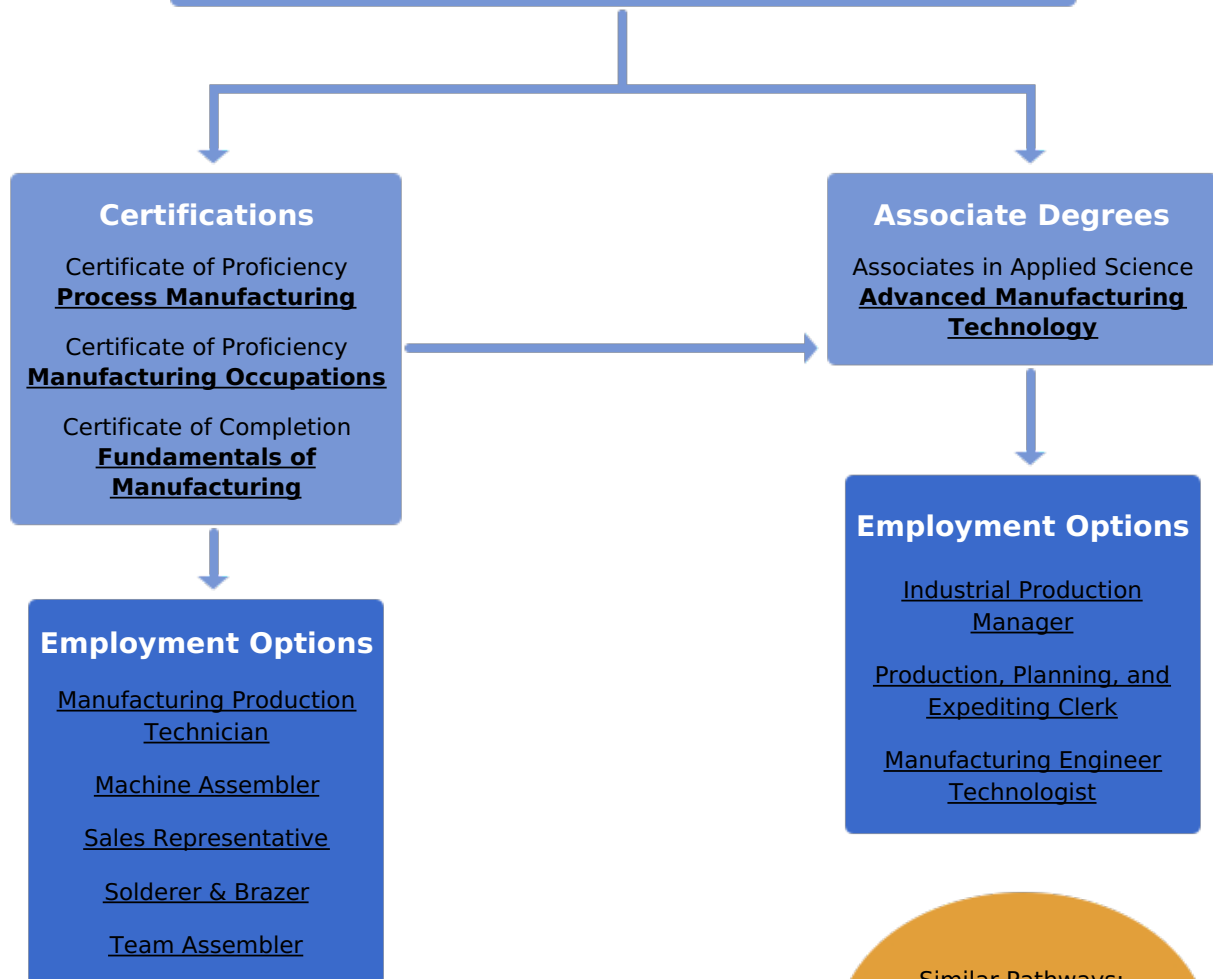 Certifications
Certificate of Proficiency
Process Manufacturing
Certificate of Proficiency
Manufacturing Occupations
Certificate of Completion
Fundamentals of
Manufacturing
Associate Degrees
Associates in Applied Science
Advanced Manufacturing
Technology
Employment Options
Manufacturing Production
Technician
Machine Assembler
Sales Representative
Solderer & Brazer
Team Assembler
Employment Options
Industrial Production
Manager
Production, Planning, and
Expediting Clerk
Manufacturing Engineer
Technologist
Similar Pathways: